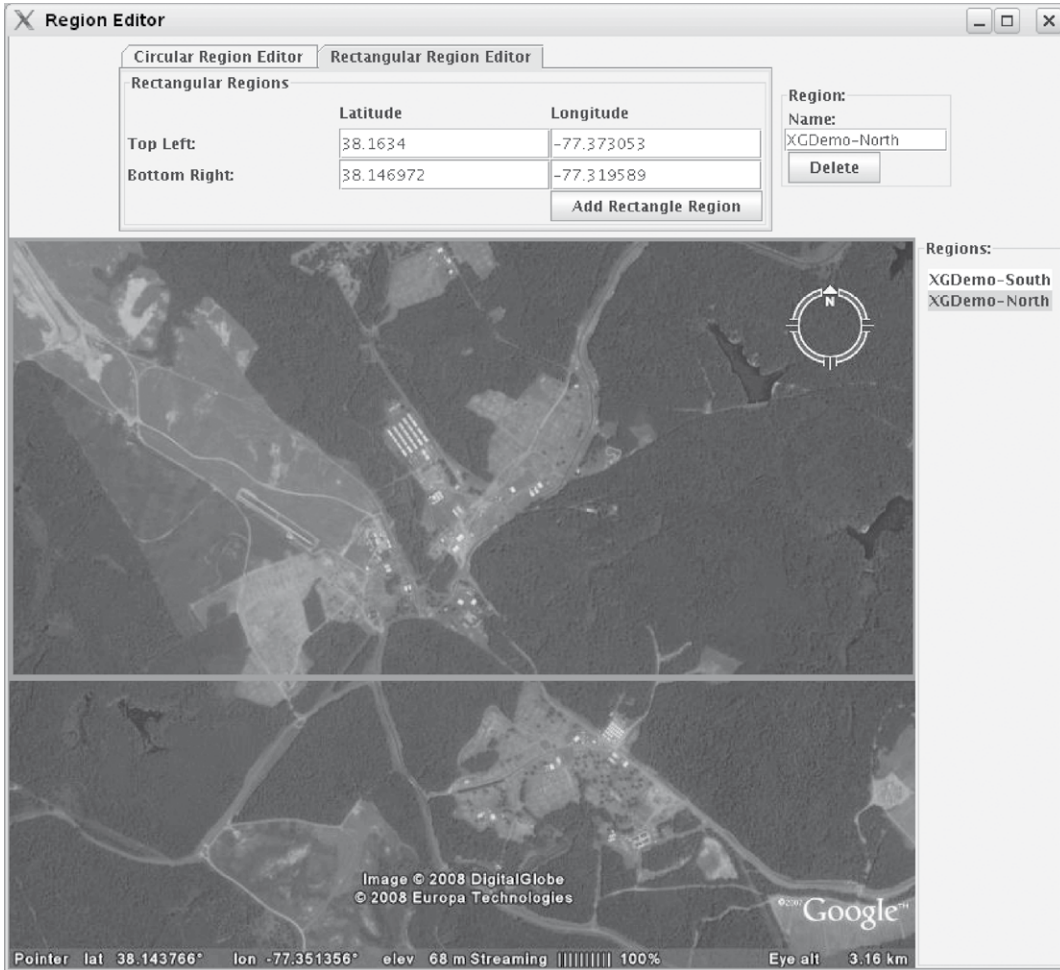 Region Editor
Circular Region Editor
Rectangular Region Editor
Rectangular Regions
Latitude
Longitude
Top Left:
38.1634
-77.373053
Bottom Right:
38.146972
-77.319589
Add Rectangle Region
Region:
Name:
XGDemo-North
Delete
Regions:
XGDemo-South
XGDemo-North
N
Image © 2008 DigitalGlobe
© 2008 Europa Technologies
©2007 Google™
Pointer lat 38.143766° lon -77.351356° elev 68 m Streaming |||||||||| 100% Eye alt 3.16 km